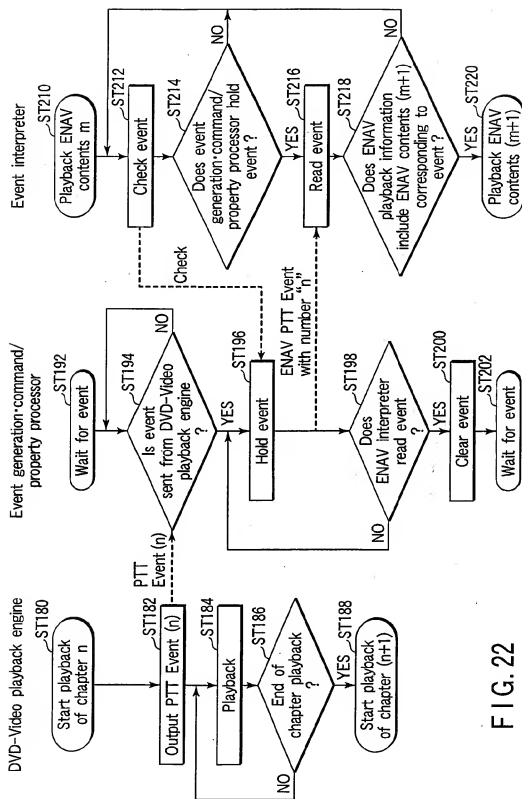 DVD-Video playback engine
ST180
Start playback
of chapter n
ST182
Output PTT Event (n)
ST184
Playback
ST186
End of
chapter playback
?
NO
YES
ST188
Start playback
of chapter (n+1)
PTT
Event (n)
Event generation·command/
property processor
ST192
Wait for event
ST194
Is event
sent from DVD-Video
playback engine
?
NO
YES
ST196
Hold event
ST198
Does
ENAV interpreter
read event
?
NO
YES
ST200
Clear event
ST202
Wait for event
Check
ENAV PTT Event
with number "n"
Event interpreter
ST210
Playback ENAV
contents m
ST212
Check event
ST214
Does event
generation·command/
property processor hold
event ?
NO
YES
ST216
Read event
ST218
Does ENAV
playback information
include ENAV contents (m+1)
corresponding to
event ?
NO
YES
ST220
Playback ENAV
contents (m+1)
FIG. 22